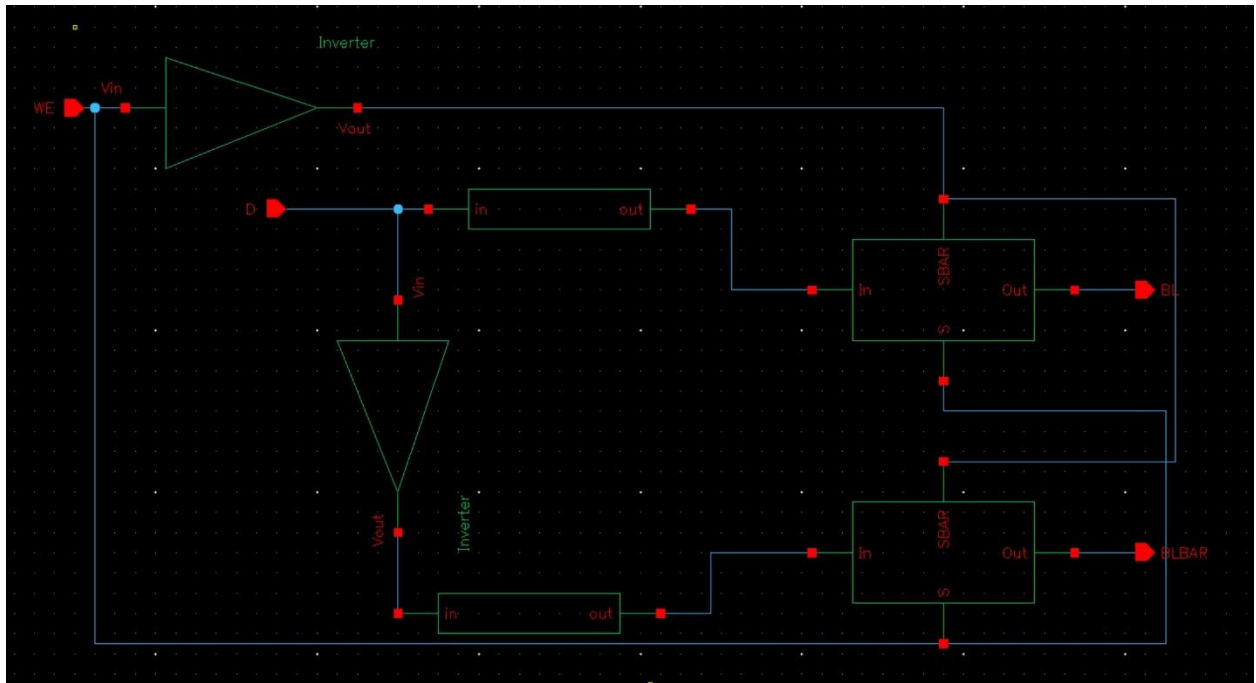 Inverter
Vin
WE
Vout
D
in
out
Vin
SBAR
In
Out
BL
S
Vout
Inverter
SBAR
In
Out
BLBAR
S
in
out